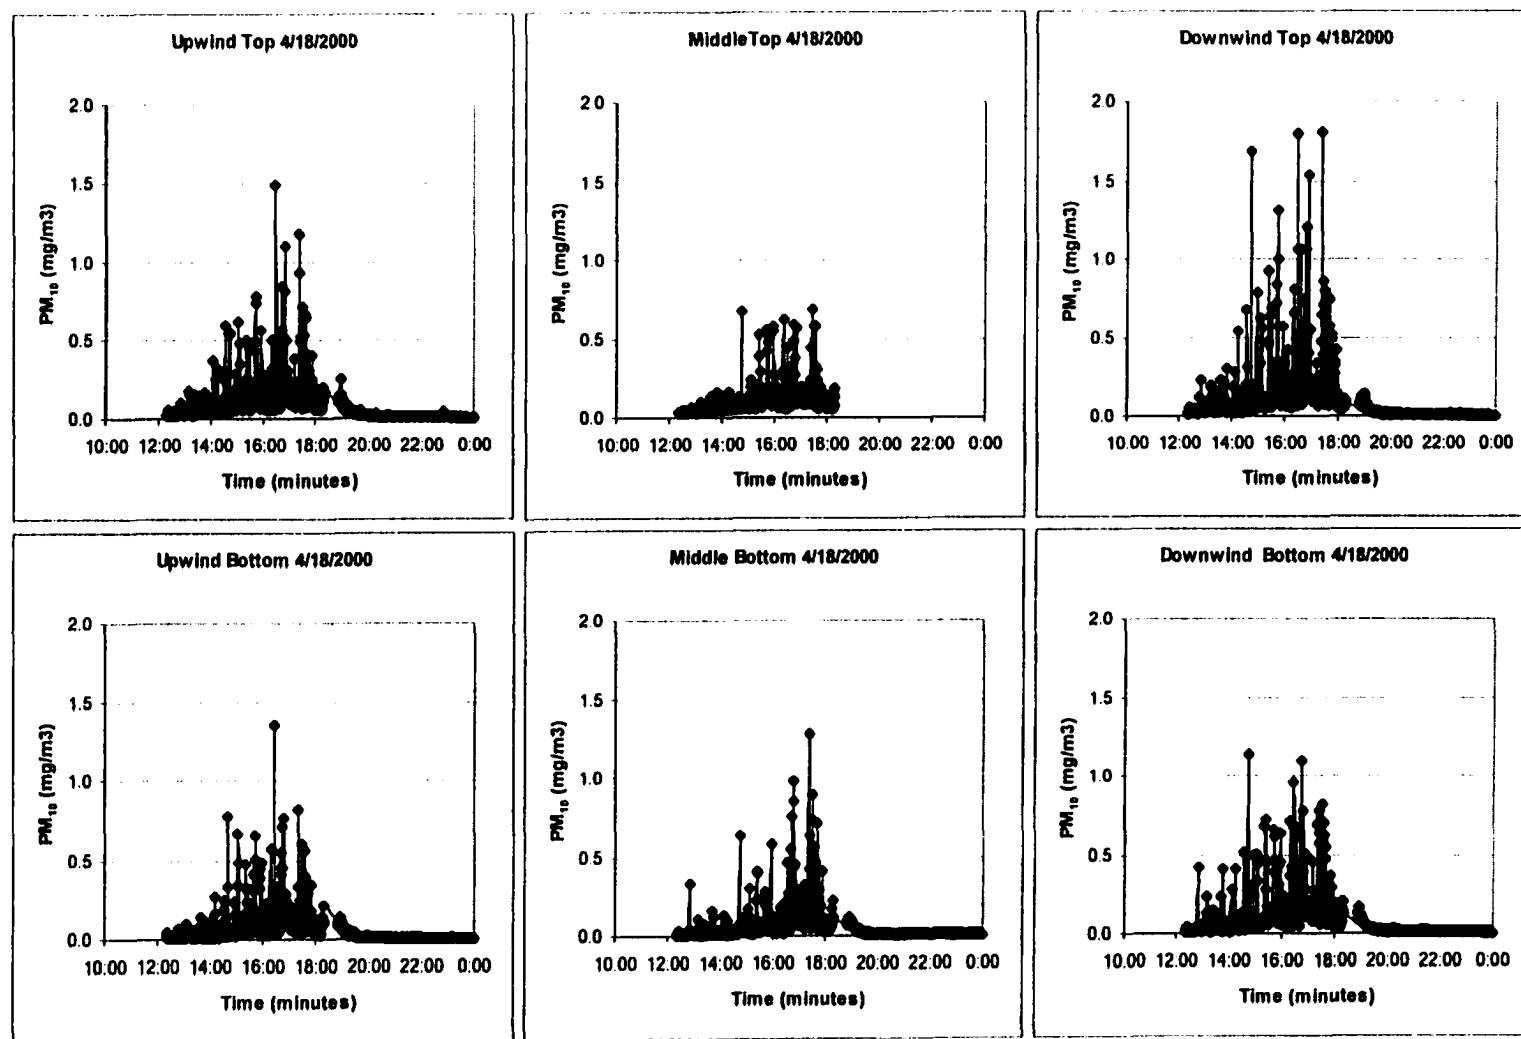 Upwind Top 4/18/2000
2.0
1.5
1.0
0.5
0.0
PM10 (mg/m3)
10:00 12:00 14:00 16:00 18:00 20:00 22:00 0:00
Time (minutes)
MiddleTop 4/18/2000
2 0
1.5
1.0
0.5
0.0
PM10 (mg/m3)
10:00 12:00 14:00 16:00 18:00 20:00 22:00 0:00
Time (minutes)
Downwind Top 4/18/2000
2.0
1.5
1.0
0.5
0.0
PM10 (mg/m3)
10:00 12:00 14:00 16:00 18:00 20:00 22:00 0:00
Time (minutes)
Upwind Bottom 4/18/2000
2.0
1.5
1.0
0.5
0.0
PM10 (mg/m3)
10:00 12:00 14:00 16:00 18:00 20:00 22:00 0:00
Time (minutes)
Middle Bottom 4/18/2000
2.0
1.5
1.0
0.5
0.0
PM10 (mg/m3)
10:00 12:00 14:00 16:00 18:00 20:00 22:00 0:00
Time (minutes)
Downwind Bottom 4/18/2000
2.0
1.5
1.0
0.5
0.0
PM10 (mg/m3)
10:00 12:00 14:00 16:00 18:00 20:00 22:00 0:00
Time (minutes)